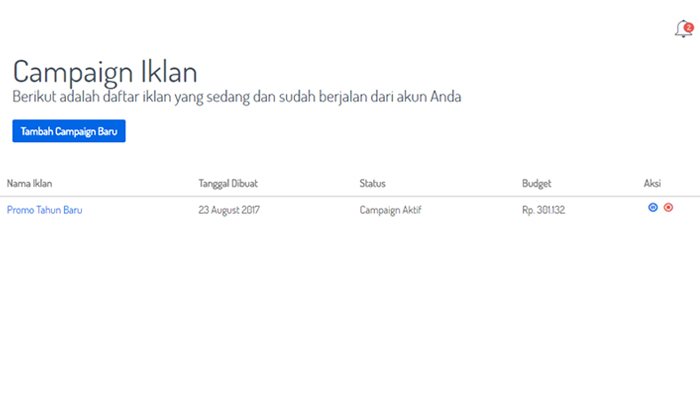 2
Campaign Iklan
Berikut adalah daftar iklan yang sedang dan sudah berjalan dari akun Anda
Tambah Campaign Baru
Nama Iklan Tanggal Dibuat Status Budget Aksi
Promo Tahun Baru 23 August 2017 Campaign Aktif Rp. 301.132